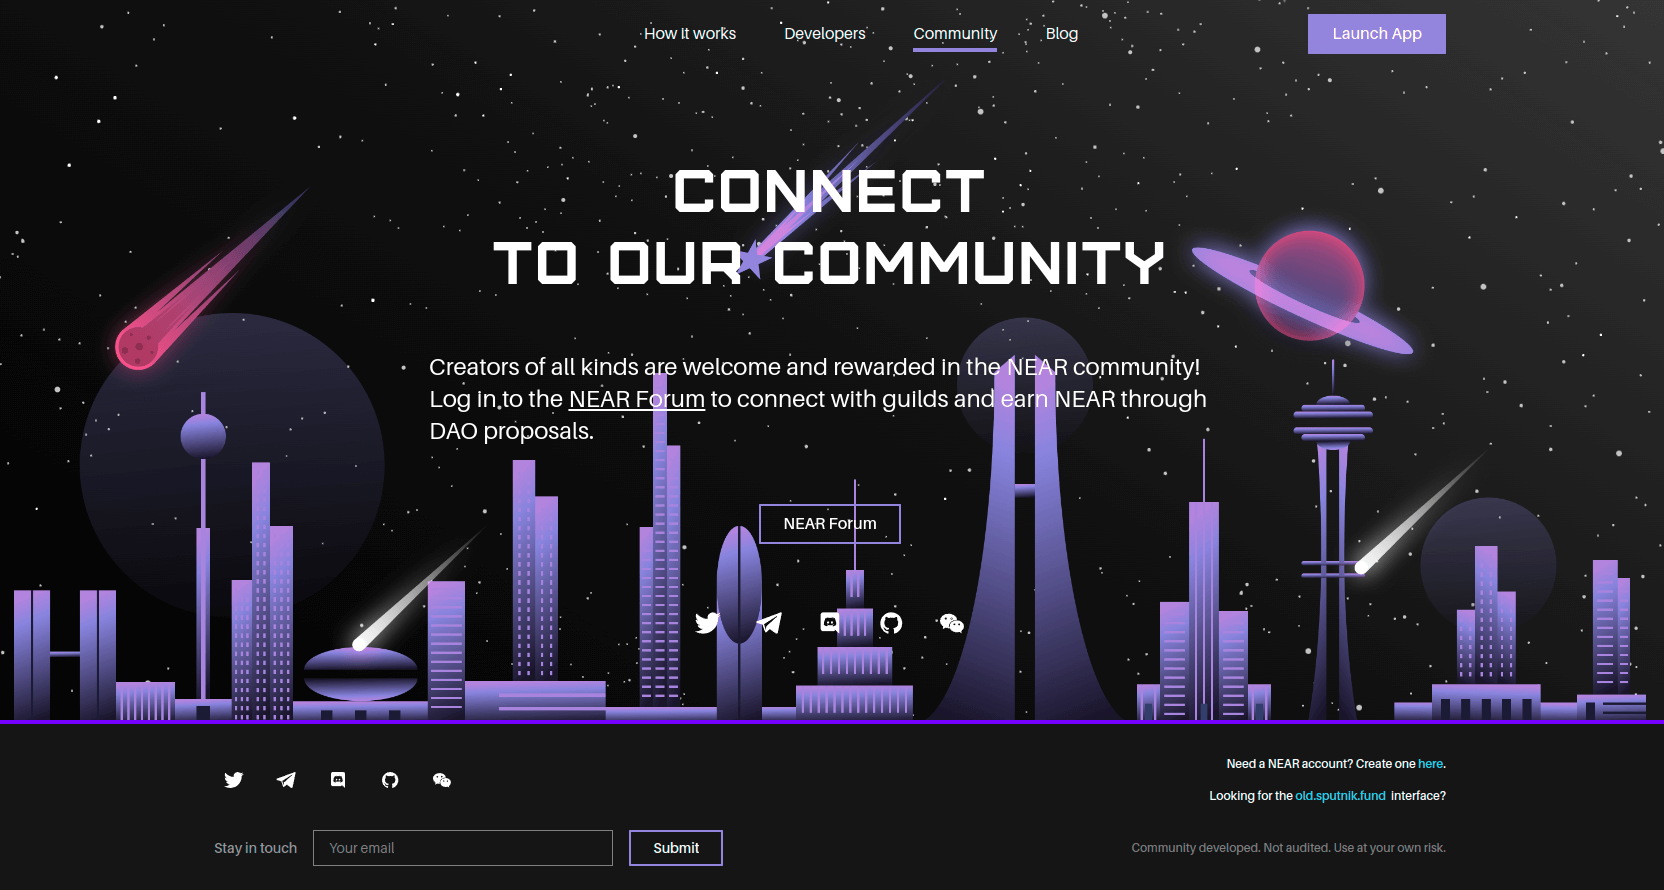 How it works Developers Community Blog Launch App
CONNECT
TO OUR COMMUNITY
Creators of all kinds are welcome and rewarded in the NEAR community!
Log in to the NEAR Forum to connect with guilds and earn NEAR through
DAO proposals.
NEAR Forum
Need a NEAR account? Create one here.
Looking for the old.sputnik.fund interface?
Stay in touch Your email Submit
Community developed. Not audited. Use at your own risk.